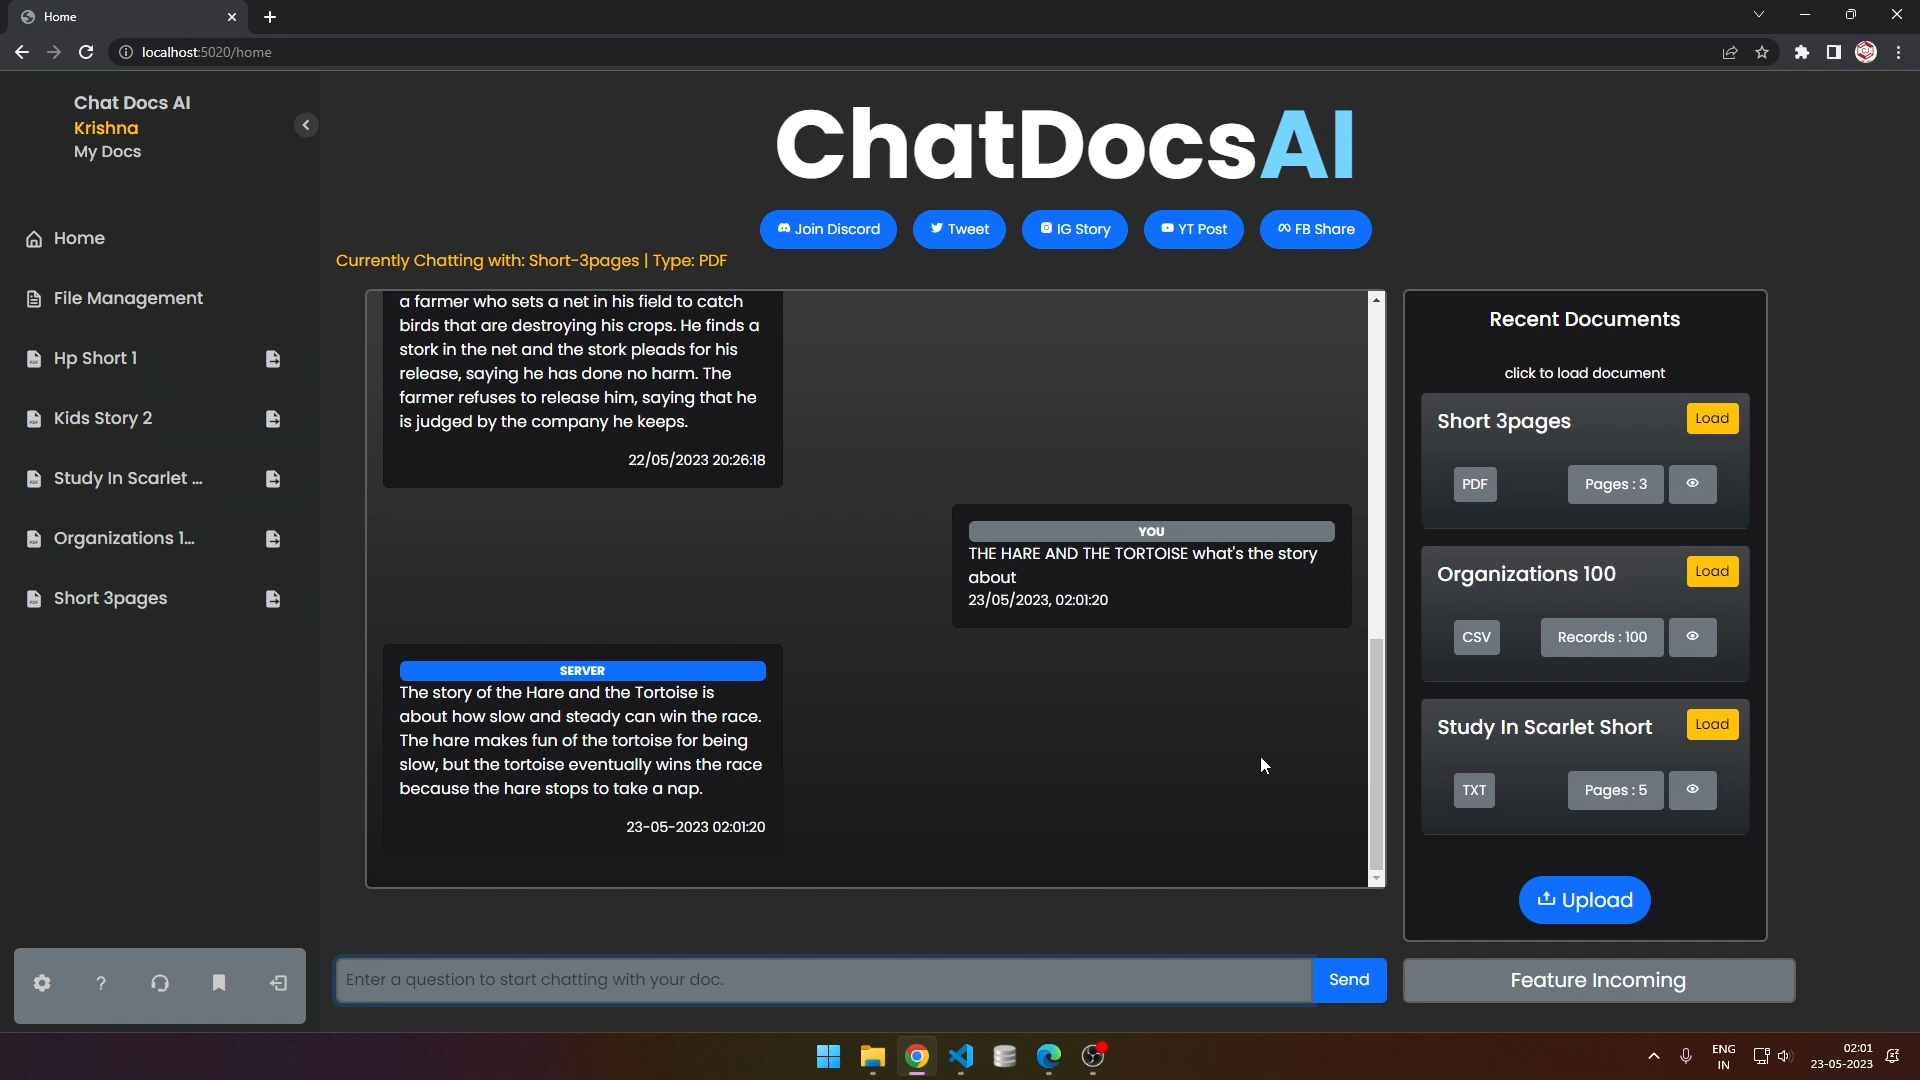 Home
localhost:5020/home
Chat Docs AI
Krishna
My Docs
Home
File Management
Hp Short 1
Kids Story 2
Study In Scarlet ...
Organizations 1...
Short 3pages
?
ChatDocsAI
Join Discord
Tweet
IG Story
YT Post
FB Share
Currently Chatting with: Short-3pages | Type: PDF
a farmer who sets a net in his field to catch
birds that are destroying his crops. He finds a
stork in the net and the stork pleads for his
release, saying he has done no harm. The
farmer refuses to release him, saying that he
is judged by the company he keeps.
22/05/2023 20:26:18
YOU
THE HARE AND THE TORTOISE what's the story
about
23/05/2023, 02:01:20
SERVER
The story of the Hare and the Tortoise is
about how slow and steady can win the race.
The hare makes fun of the tortoise for being
slow, but the tortoise eventually wins the race
because the hare stops to take a nap.
23-05-2023 02:01:20
Enter a question to start chatting with your doc.
Send
Recent Documents
click to load document
Short 3pages
Load
PDF
Pages : 3
Organizations 100
Load
CSV
Records : 100
Study In Scarlet Short
Load
TXT
Pages : 5
Upload
Feature Incoming
ENG
IN
02:01
23-05-2023